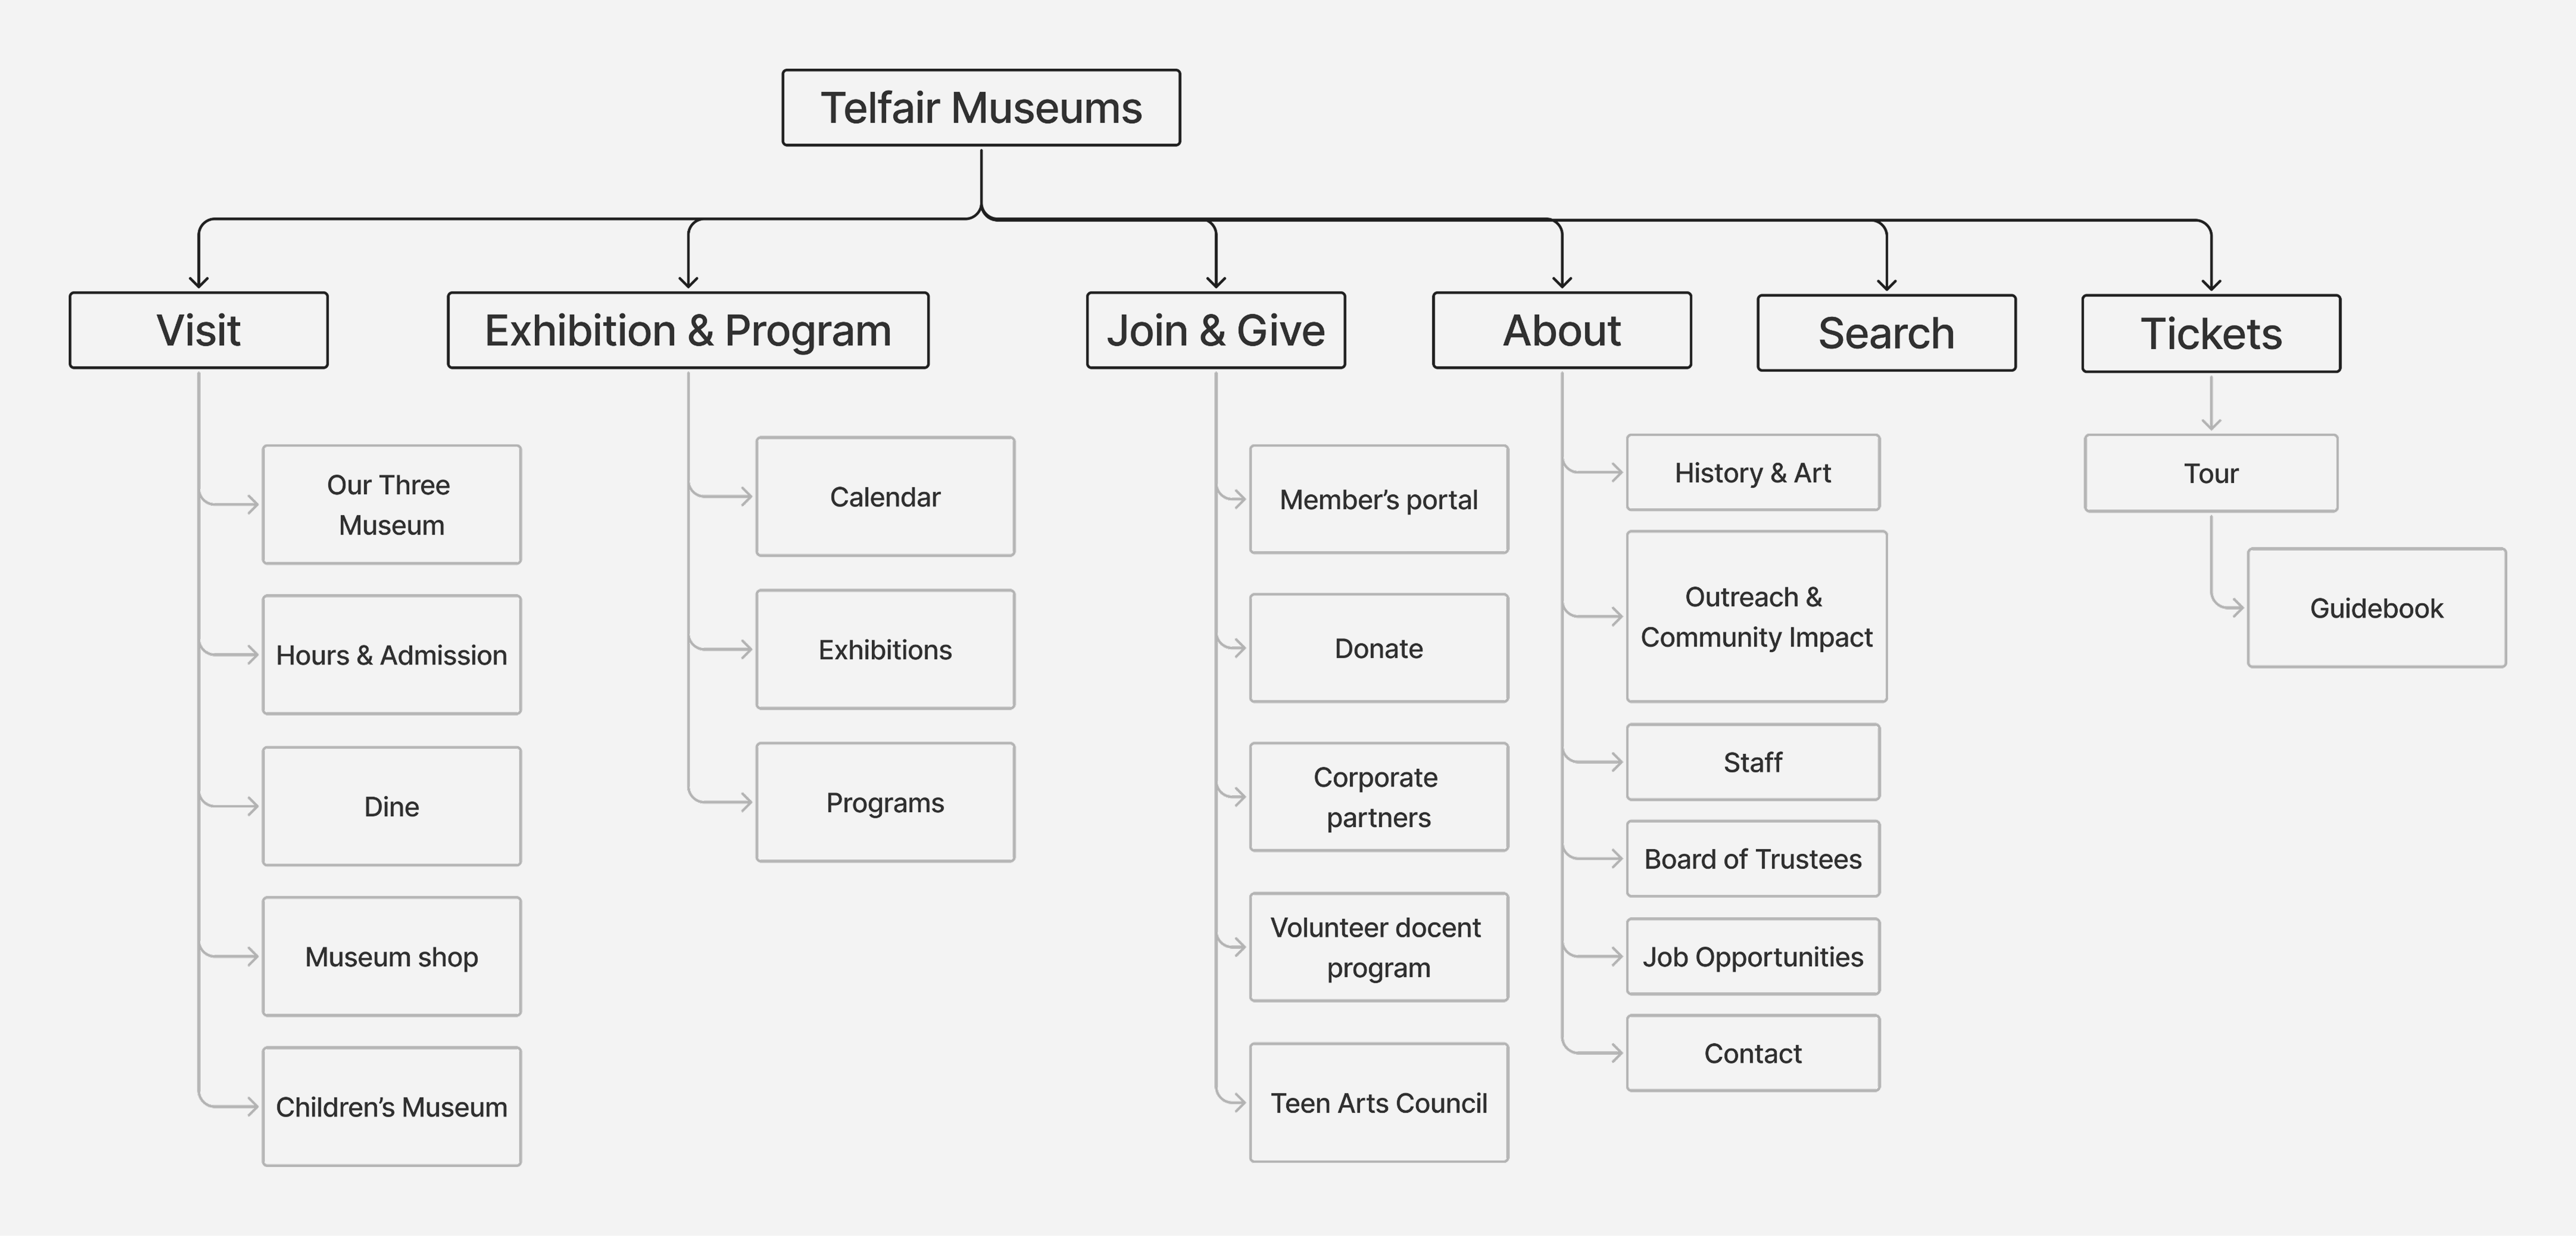 Telfair Museums
Visit
Exhibition & Program
Join & Give
About
Search
Tickets
Our Three
Museum
Hours & Admission
Dine
Museum shop
Children’s Museum
Calendar
Exhibitions
Programs
Member’s portal
Donate
Corporate
partners
Volunteer docent
program
Teen Arts Council
History & Art
Outreach &
Community Impact
Staff
Board of Trustees
Job Opportunities
Contact
Tour
Guidebook